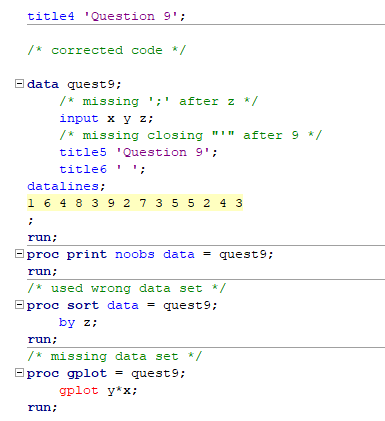 title4 'Question 9';
/* corrected code */
data quest9;
/* missing ';' after z */
input x y z;
/* missing closing "'" after 9 */
title5 'Question 9';
title6 ' ';
datalines;
1 6 4 8 3 9 2 7 3 5 5 2 4 3
;
run;
proc print noobs data = quest9;
run;
/* used wrong data set */
proc sort data = quest9;
by z;
run;
/* missing data set */
proc gplot = quest9;
gplot y*x;
run;